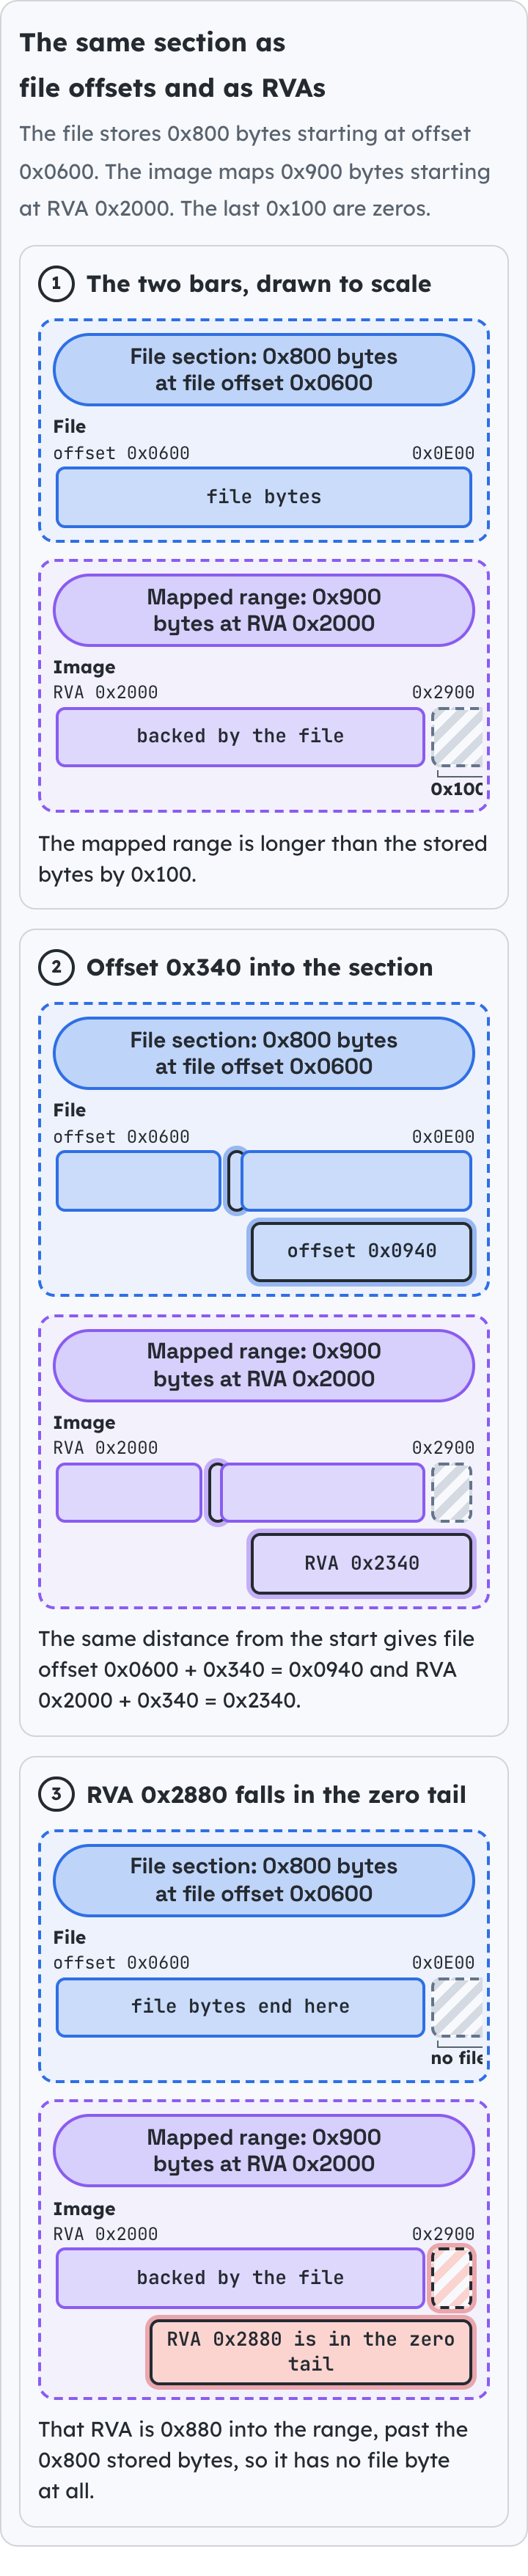 The same section as
file offsets and as RVAs
The file stores 0x800 bytes starting at offset
0x0600. The image maps 0x900 bytes starting
at RVA 0x2000. The last 0x100 are zeros.
1 The two bars, drawn to scale
File section: 0x800 bytes
at file offset 0x0600
File
offset 0x0600 0x0E00
file bytes
Mapped range: 0x900
bytes at RVA 0x2000
Image
RVA 0x2000 0x2900
backed by the file
0x100
The mapped range is longer than the stored
bytes by 0x100.
2 Offset 0x340 into the section
File section: 0x800 bytes
at file offset 0x0600
File
offset 0x0600 0x0E00
offset 0x0940
Mapped range: 0x900
bytes at RVA 0x2000
Image
RVA 0x2000 0x2900
RVA 0x2340
The same distance from the start gives file
offset 0x0600 + 0x340 = 0x0940 and RVA
0x2000 + 0x340 = 0x2340.
3 RVA 0x2880 falls in the zero tail
File section: 0x800 bytes
at file offset 0x0600
File
offset 0x0600 0x0E00
file bytes end here
no file
Mapped range: 0x900
bytes at RVA 0x2000
Image
RVA 0x2000 0x2900
backed by the file
RVA 0x2880 is in the zero
tail
That RVA is 0x880 into the range, past the
0x800 stored bytes, so it has no file byte
at all.